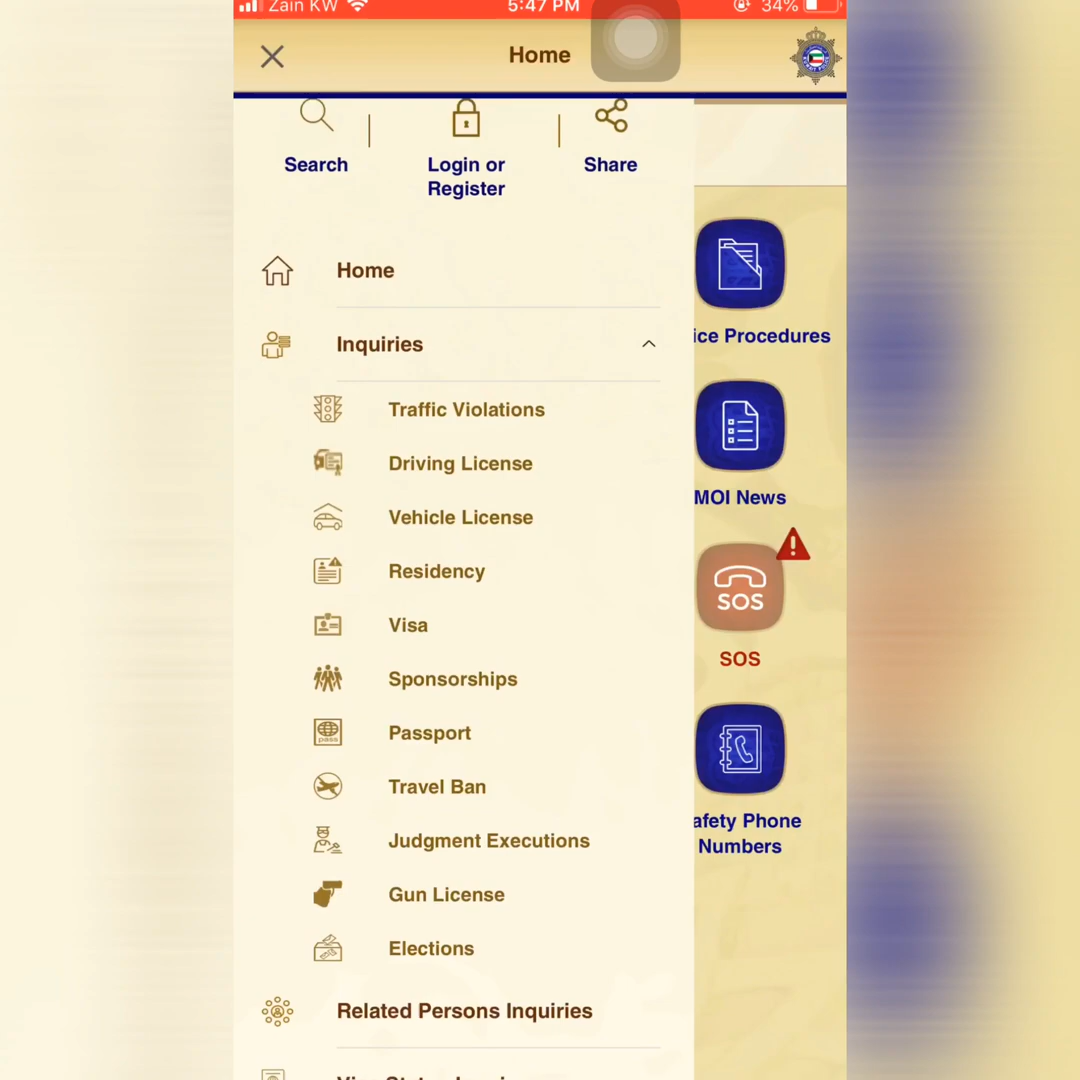 Zain KW 5:47 PM 34%
Home
Search
Login or
Register
Share
Home
Inquiries
Traffic Violations
Driving License
Vehicle License
Residency
Visa
Sponsorships
Passport
pass
Travel Ban
Judgment Executions
Gun License
Elections
Related Persons Inquiries
ice Procedures
MOI News
SOS
SOS
afety Phone
Numbers